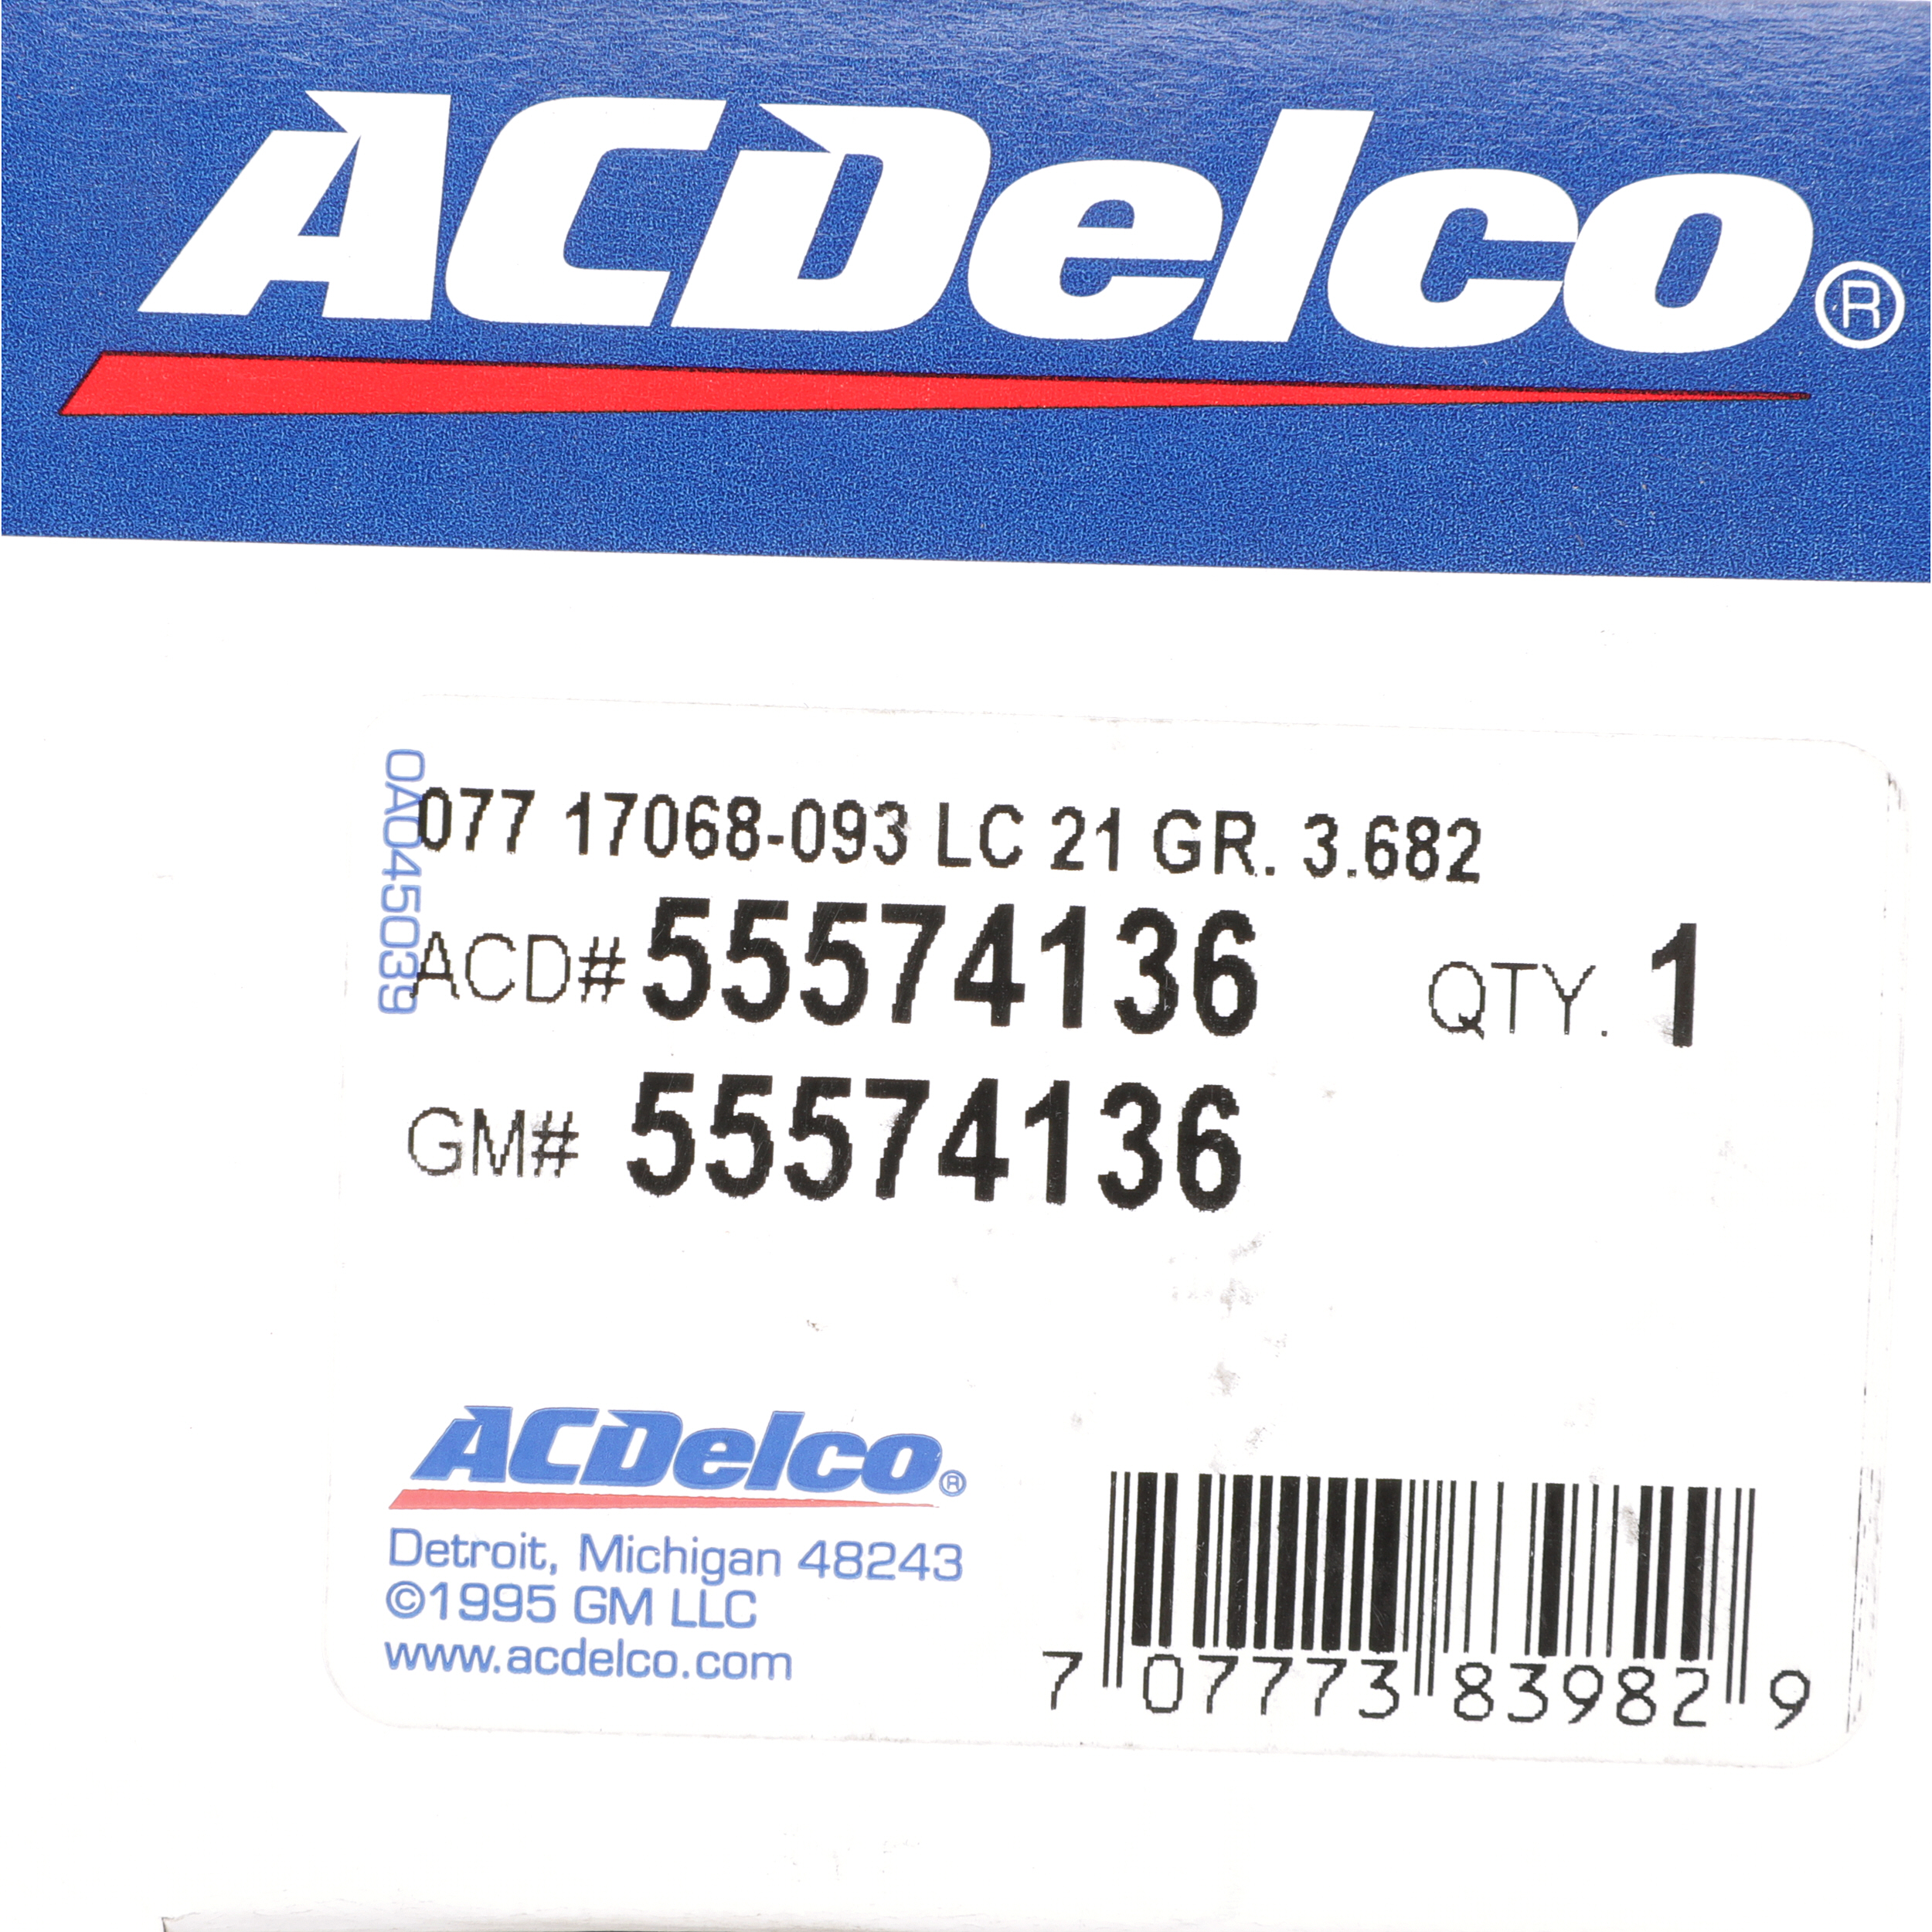 ACDelco®
0A045039
077 17068-093 LC 21 GR. 3.682
ACD# 55574136 QTY. 1
GM# 55574136
ACDelco®
Detroit, Michigan 48243
©1995 GM LLC
www.acdelco.com
7 07773 83982 9